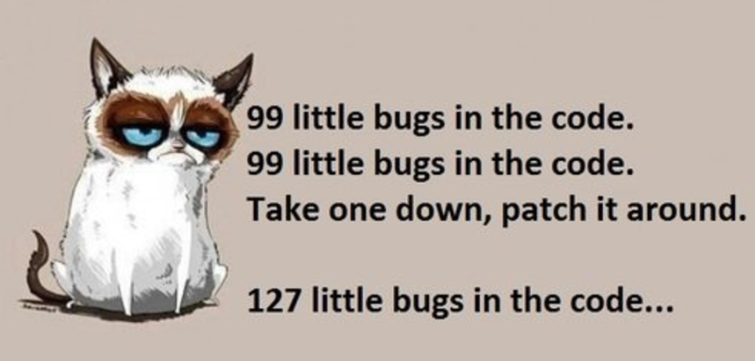 99 little bugs in the code.
99 little bugs in the code.
Take one down, patch it around.
127 little bugs in the code...